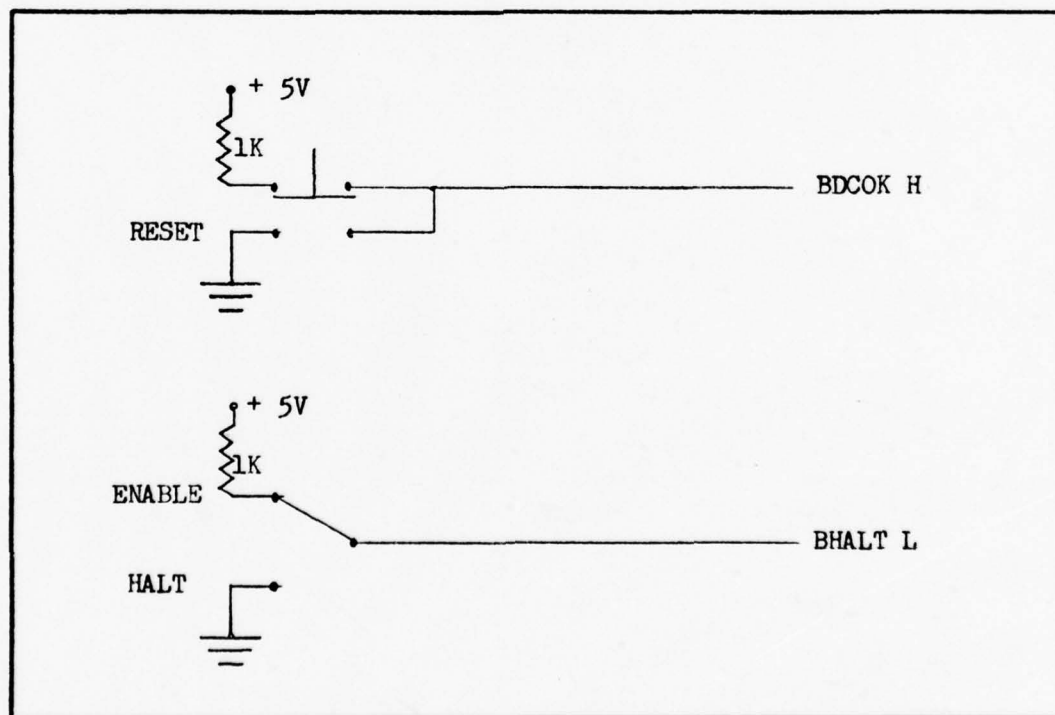 + 5V
1K
BDCOK H
RESET
+ 5V
1K
ENABLE
BHALT L
HALT